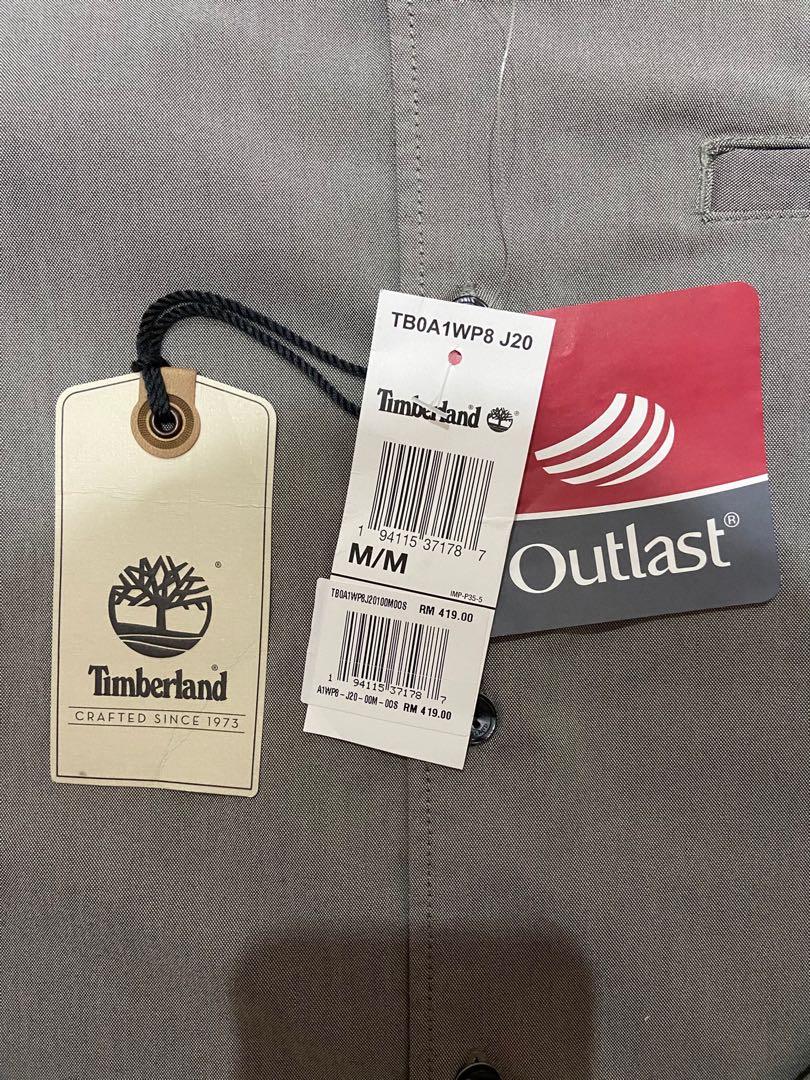 TB0A1WP8 J20
Timberland
1 94115 37178 7
M/M
IMP-P35-5
TB0A1WP8J20100M00S RM 419.00
1 94115 37178 7
A1WP8-J20-00M-00S RM 419.00
Outlast®
®
Timberland®
CRAFTED SINCE 1973